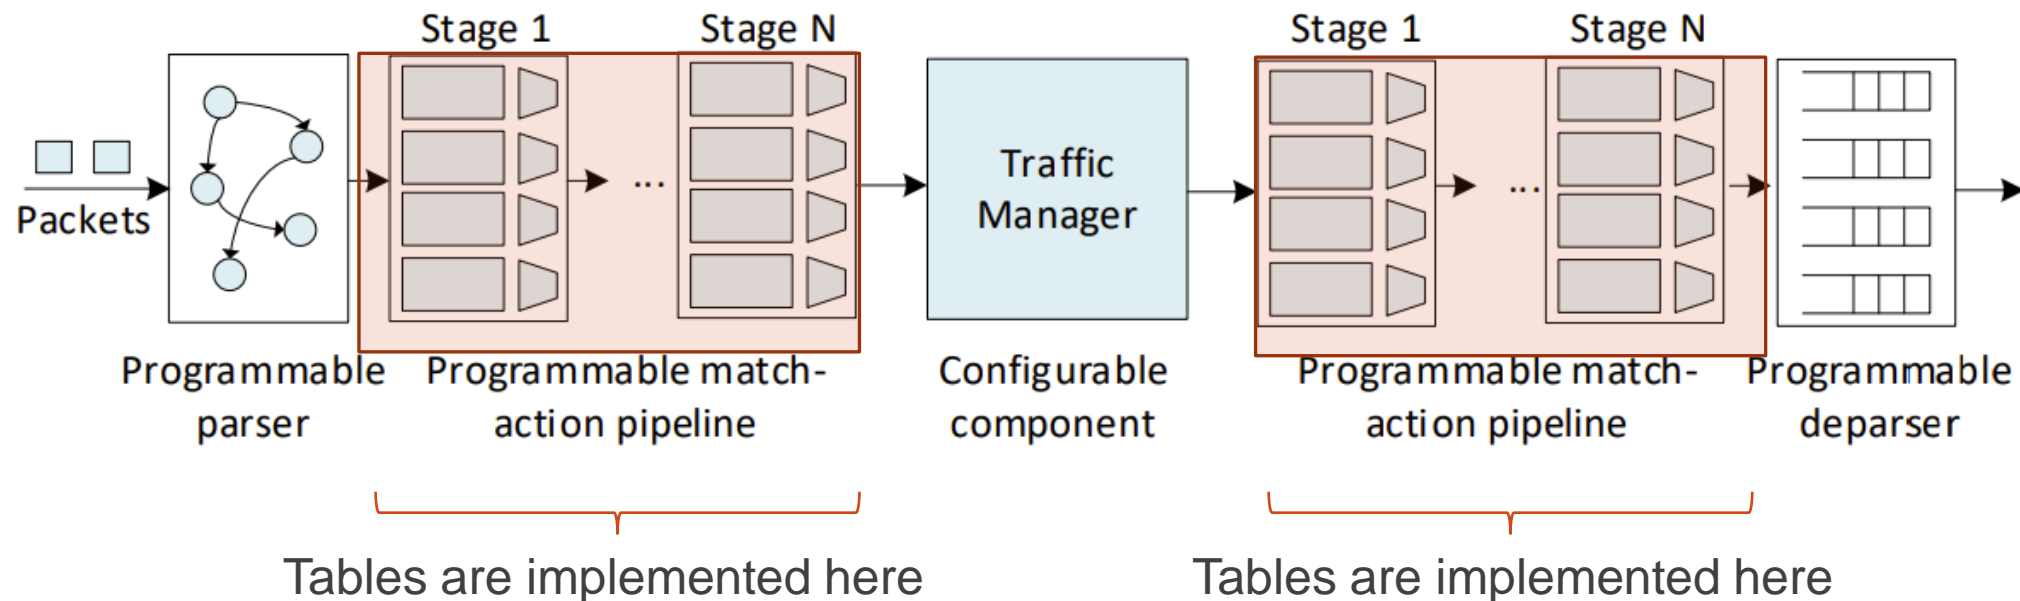 Stage 1
Stage N
Stage 1
Stage N
Packets
...
Traffic
Manager
...
Programmable
parser
Programmable match-
action pipeline
Configurable
component
Programmable match-
action pipeline
Programmable
deparser
Tables are implemented here
Tables are implemented here